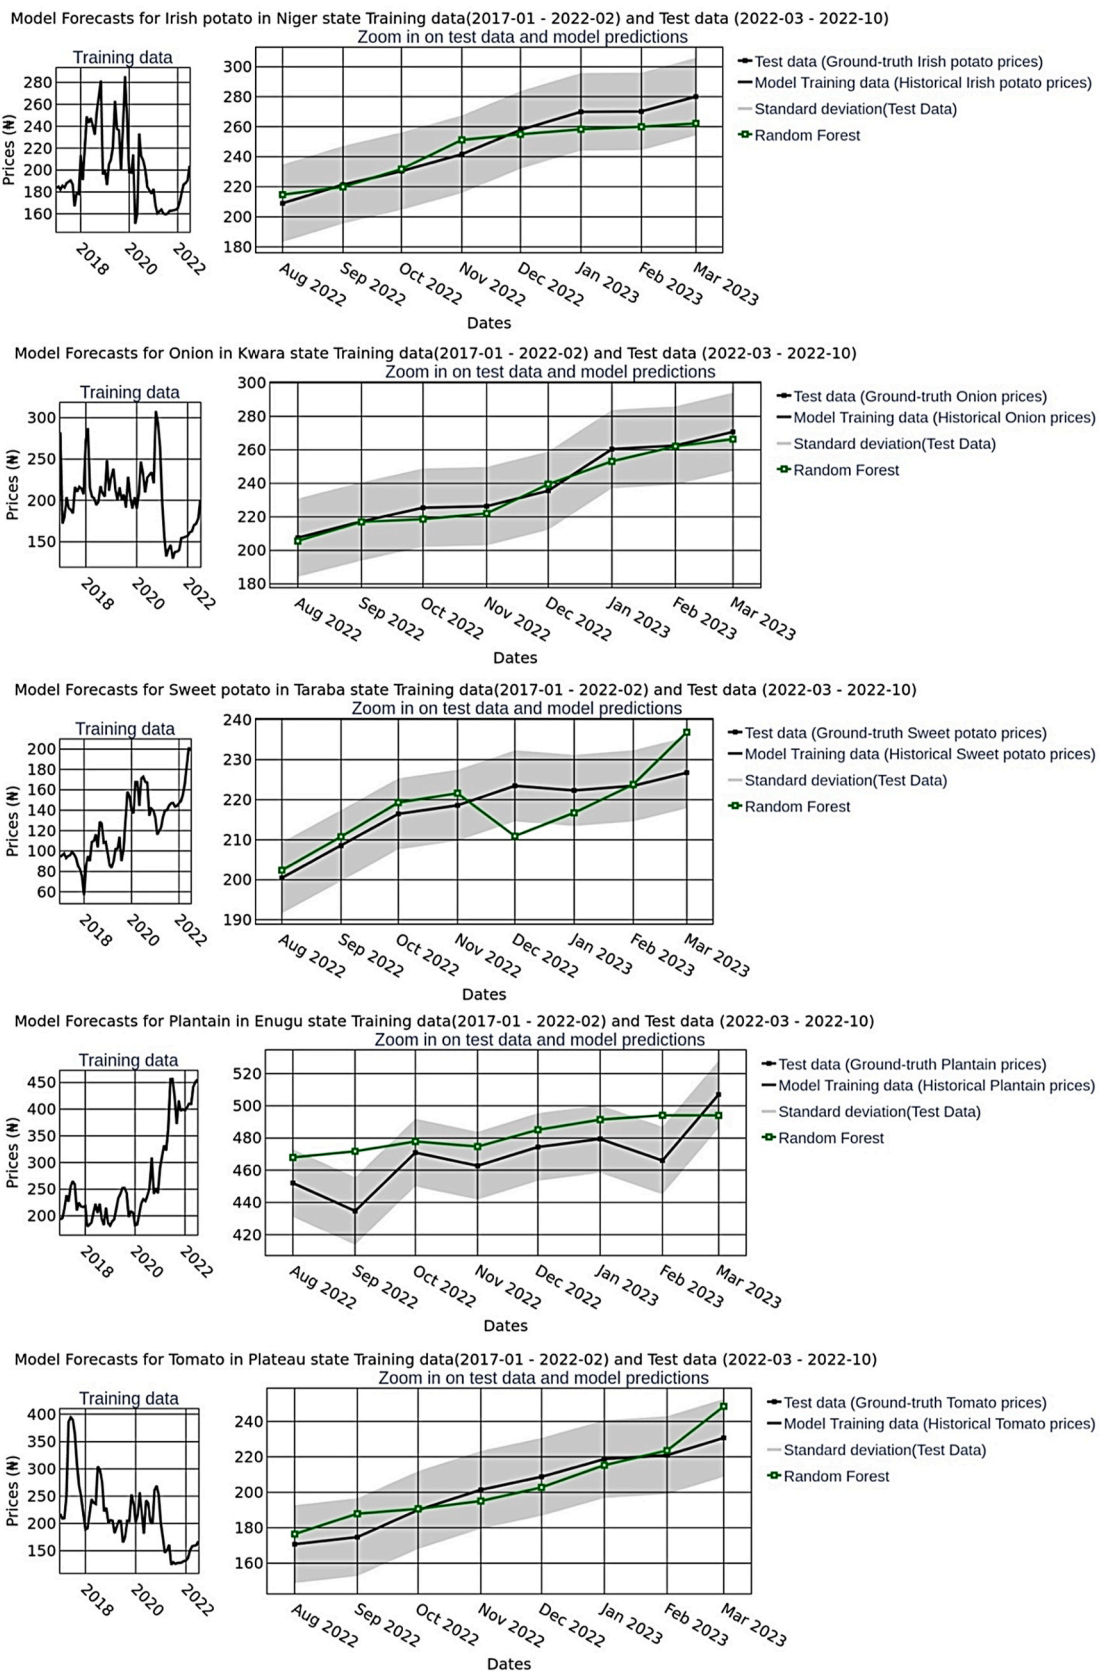 Model Forecasts for Irish potato in Niger state Training data(2017-01 - 2022-02) and Test data (2022-03 - 2022-10)
Training data
Zoom in on test data and model predictions
Prices (₦)
280
260
240
220
200
180
160
2018
2020
2022
300
280
260
240
220
200
180
Aug 2022
Sep 2022
Oct 2022
Nov 2022
Dec 2022
Jan 2023
Feb 2023
Mar 2023
Dates
Test data (Ground-truth Irish potato prices)
Model Training data (Historical Irish potato prices)
Standard deviation(Test Data)
Random Forest
Model Forecasts for Onion in Kwara state Training data(2017-01 - 2022-02) and Test data (2022-03 - 2022-10)
Training data
Zoom in on test data and model predictions
Prices (₦)
300
250
200
150
2018
2020
2022
300
280
260
240
220
200
180
Aug 2022
Sep 2022
Oct 2022
Nov 2022
Dec 2022
Jan 2023
Feb 2023
Mar 2023
Dates
Test data (Ground-truth Onion prices)
Model Training data (Historical Onion prices)
Standard deviation(Test Data)
Random Forest
Model Forecasts for Sweet potato in Taraba state Training data(2017-01 - 2022-02) and Test data (2022-03 - 2022-10)
Training data
Zoom in on test data and model predictions
Prices (₦)
200
180
160
140
120
100
80
60
2018
2020
2022
240
230
220
210
200
190
Aug 2022
Sep 2022
Oct 2022
Nov 2022
Dec 2022
Jan 2023
Feb 2023
Mar 2023
Dates
Test data (Ground-truth Sweet potato prices)
Model Training data (Historical Sweet potato prices)
Standard deviation(Test Data)
Random Forest
Model Forecasts for Plantain in Enugu state Training data(2017-01 - 2022-02) and Test data (2022-03 - 2022-10)
Training data
Zoom in on test data and model predictions
Prices (₦)
450
400
350
300
250
200
2018
2020
2022
520
500
480
460
440
420
Aug 2022
Sep 2022
Oct 2022
Nov 2022
Dec 2022
Jan 2023
Feb 2023
Mar 2023
Dates
Test data (Ground-truth Plantain prices)
Model Training data (Historical Plantain prices)
Standard deviation(Test Data)
Random Forest
Model Forecasts for Tomato in Plateau state Training data(2017-01 - 2022-02) and Test data (2022-03 - 2022-10)
Training data
Zoom in on test data and model predictions
Prices (₦)
400
350
300
250
200
150
2018
2020
2022
240
220
200
180
160
Aug 2022
Sep 2022
Oct 2022
Nov 2022
Dec 2022
Jan 2023
Feb 2023
Mar 2023
Dates
Test data (Ground-truth Tomato prices)
Model Training data (Historical Tomato prices)
Standard deviation(Test Data)
Random Forest